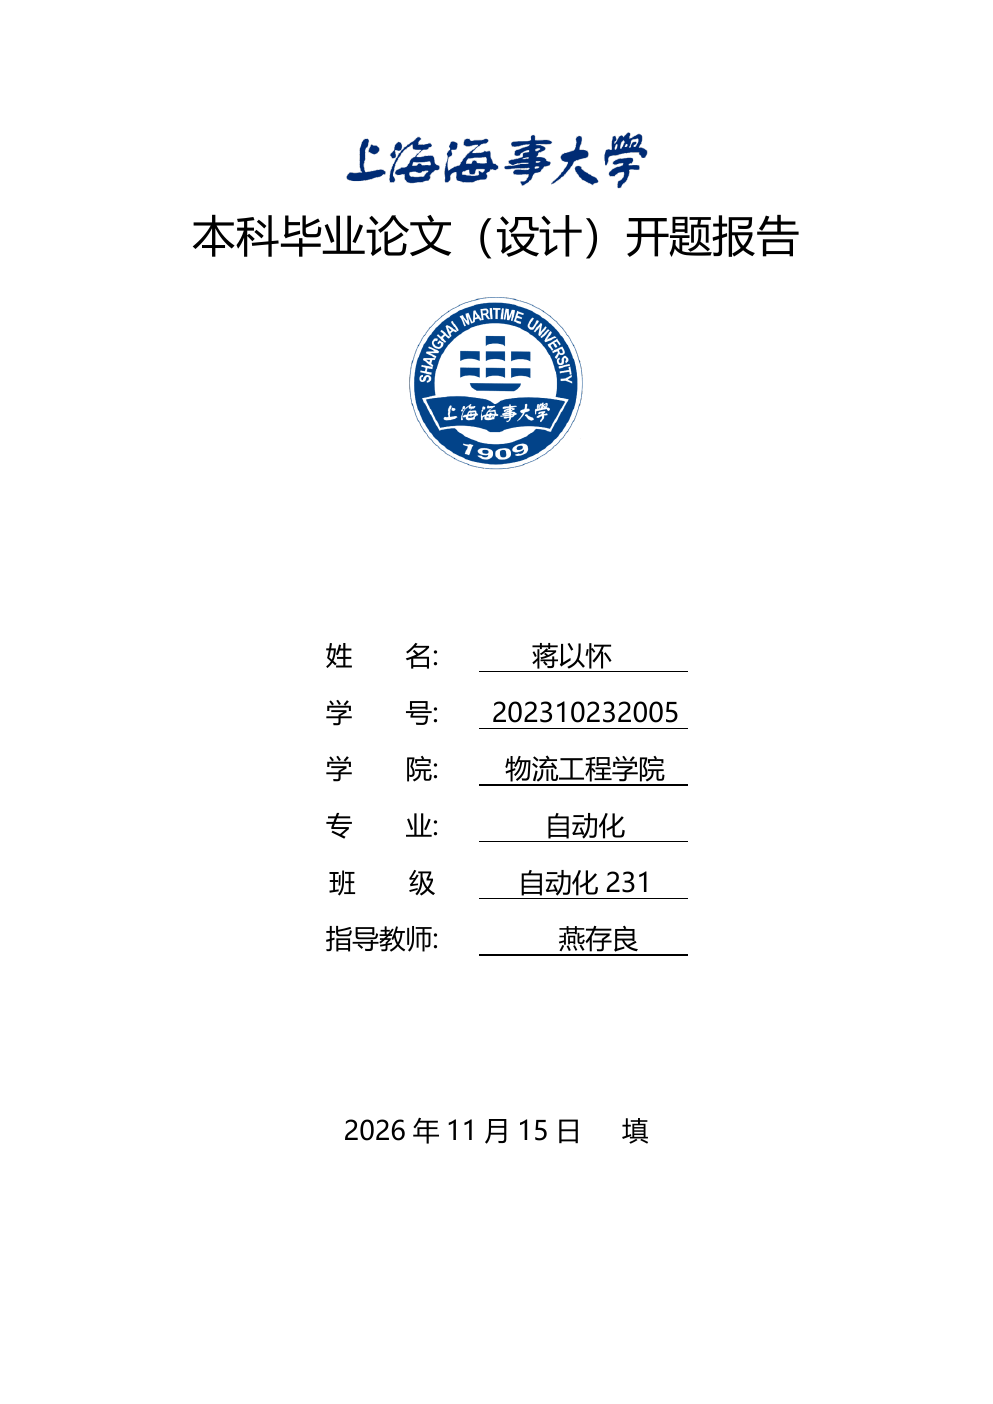 上海海事大学
本科毕业论文（设计）开题报告
SHANGHAI MARITIME UNIVERSITY
上海海事大学
1909
姓 名: 蒋以怀
学 号: 202310232005
学 院: 物流工程学院
专 业: 自动化
班 级 自动化 231
指导教师: 燕存良
2026 年 11 月 15 日 填